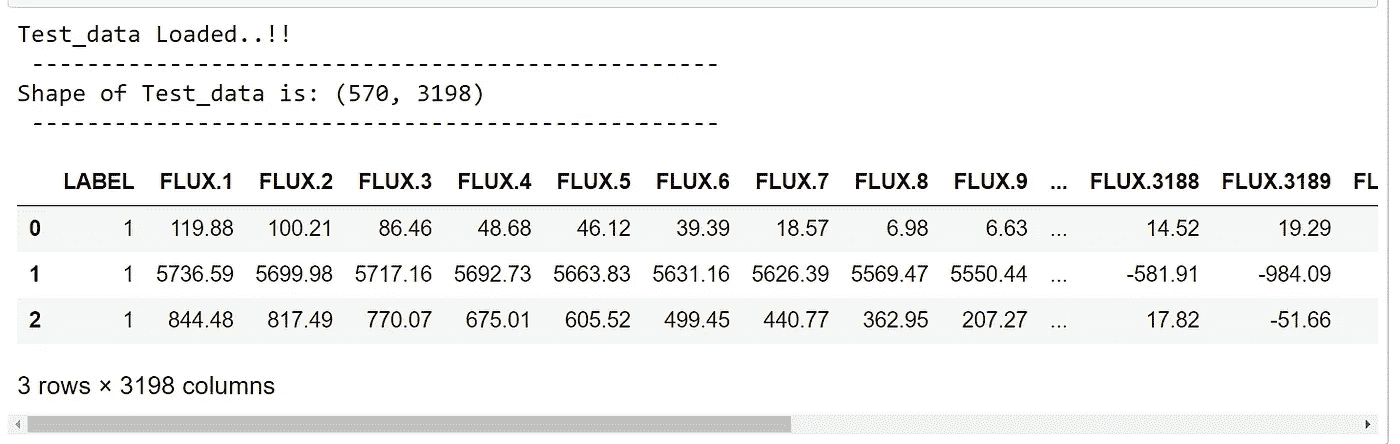 Test_data Loaded..!!
--------------------------------------------------
Shape of Test_data is: (570, 3198)
--------------------------------------------------
LABEL FLUX.1 FLUX.2 FLUX.3 FLUX.4 FLUX.5 FLUX.6 FLUX.7 FLUX.8 FLUX.9 ... FLUX.3188 FLUX.3189 FL
0 1 119.88 100.21 86.46 48.68 46.12 39.39 18.57 6.98 6.63 ... 14.52 19.29
1 1 5736.59 5699.98 5717.16 5692.73 5663.83 5631.16 5626.39 5569.47 5550.44 ... -581.91 -984.09
2 1 844.48 817.49 770.07 675.01 605.52 499.45 440.77 362.95 207.27 ... 17.82 -51.66
3 rows × 3198 columns